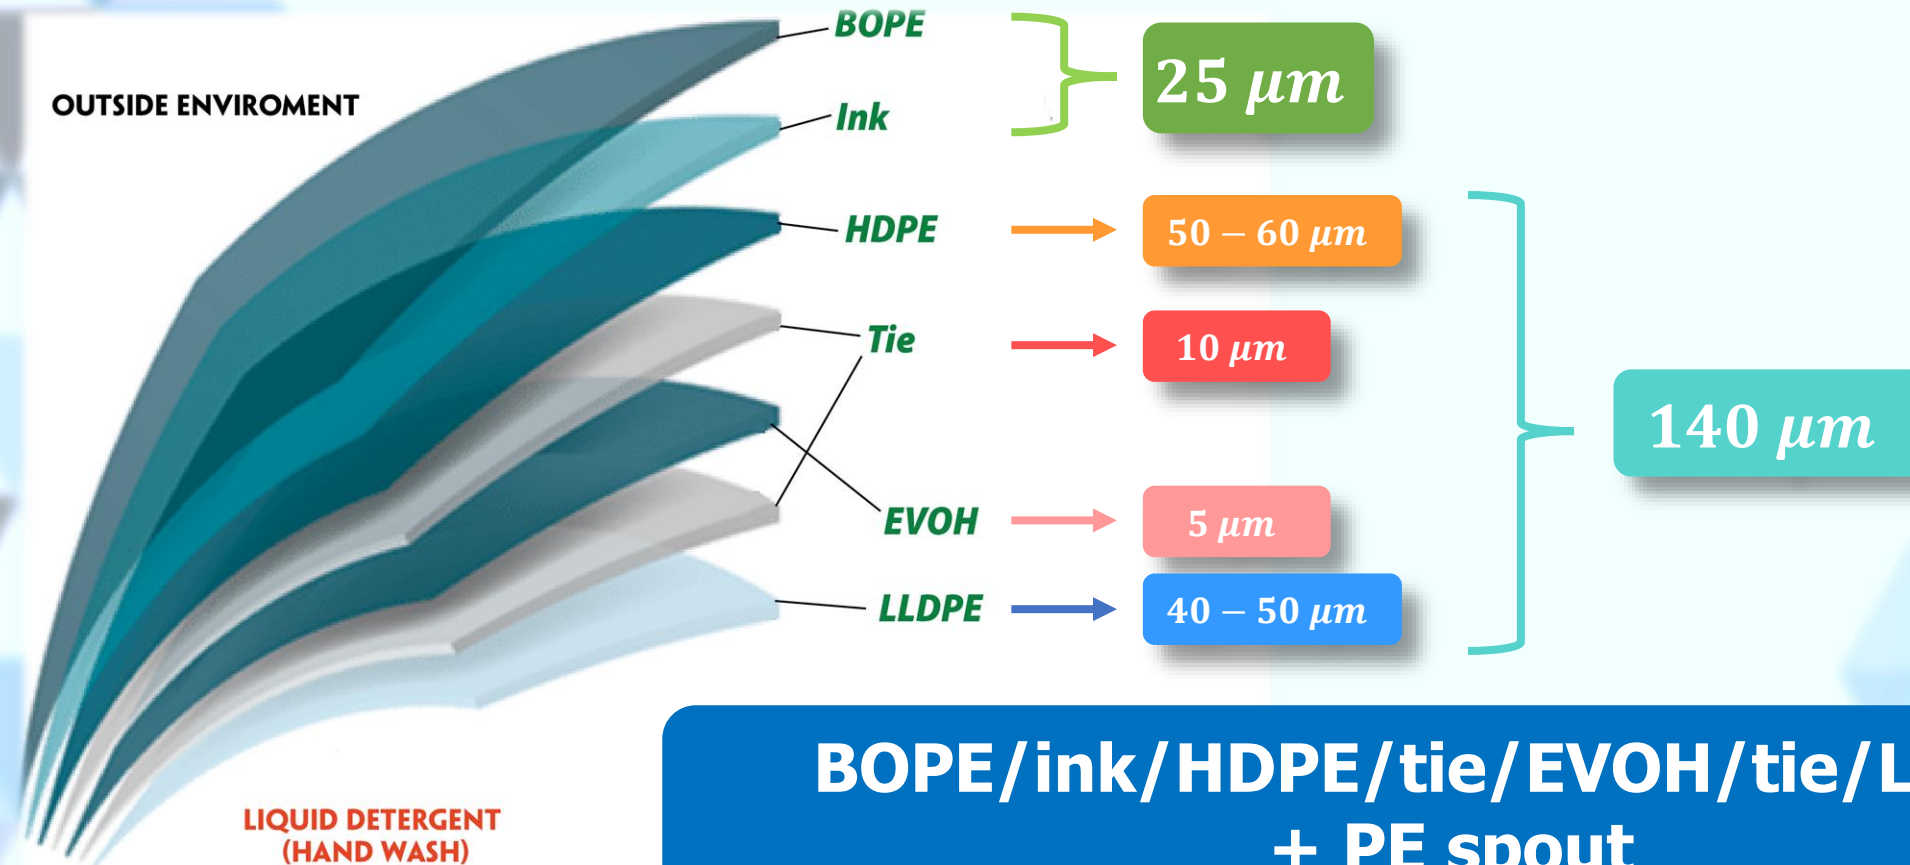 BOPE
25 μm
OUTSIDE ENVIROMENT
Ink
HDPE
50 – 60 μm
Tie
10 μm
140 μm
EVOH
5 μm
LLDPE
40 – 50 μm
BOPE/ink/HDPE/tie/EVOH/tie/L
+ PE spout
LIQUID DETERGENT
(HAND WASH)